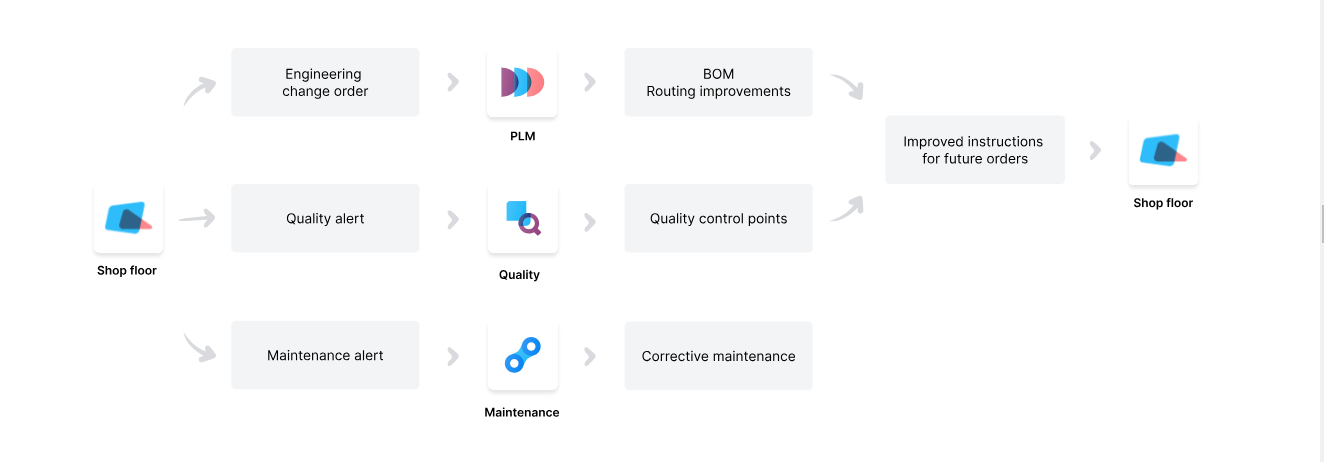 Engineering
change order
PLM
BOM
Routing improvements
Improved instructions
for future orders
Shop floor
Shop floor
Quality alert
Quality
Quality control points
Maintenance alert
Maintenance
Corrective maintenance